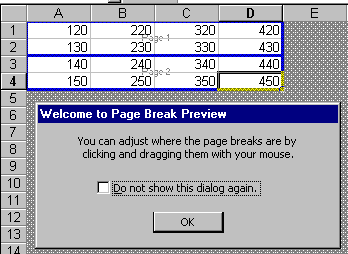 A B C D E
1 120 220 320 420
Page 1
2 130 230 330 430
3 140 240 340 440
Page 2
4 150 250 350 450
5
6
Welcome to Page Break Preview
7
8
You can adjust where the page breaks are by
9
clicking and dragging them with your mouse.
10
Do not show this dialog again.
11
12
OK
13
14